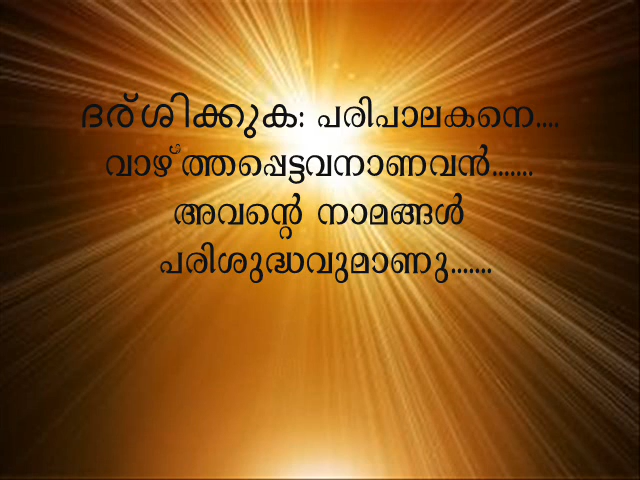 ദര്ശിക്കുക: പരിപാലകനെ....
വാഴ്ത്തപ്പെട്ടവനാണവൻ.......
അവന്റെ നാമങ്ങൾ
പരിശുദ്ധവുമാണു.......